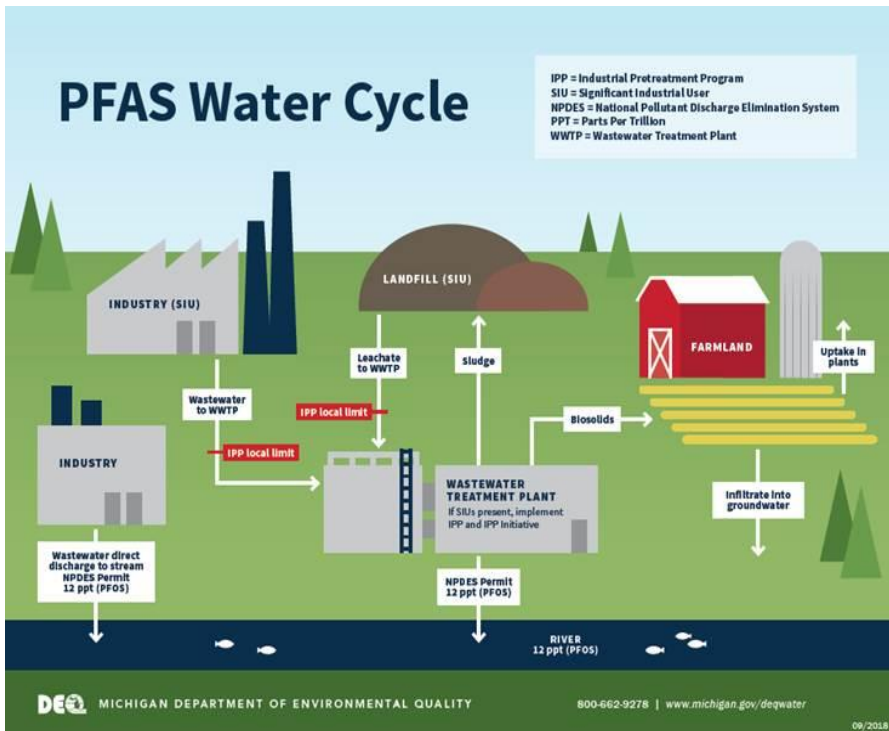 PFAS Water Cycle
IPP = Industrial Pretreatment Program
SIU = Significant Industrial User
NPDES = National Pollutant Discharge Elimination System
PPT = Parts Per Trillion
WWTP = Wastewater Treatment Plant
INDUSTRY (SIU)
LANDFILL (SIU)
FARMLAND
Uptake in
plants
Leachate
to WWTP
Sludge
Wastewater
to WWTP
IPP local limit
Biosolids
IPP local limit
INDUSTRY
WASTEWATER
TREATMENT PLANT
If SIUs present, implement
IPP and IPP Initiative
Infiltrate into
groundwater
Wastewater direct
discharge to stream
NPDES Permit
12 ppt (PFOS)
NPDES Permit
12 ppt (PFOS)
RIVER
12 ppt (PFOS)
DEQ MICHIGAN DEPARTMENT OF ENVIRONMENTAL QUALITY
800-662-9278 | www.michigan.gov/deqwater
09/2018